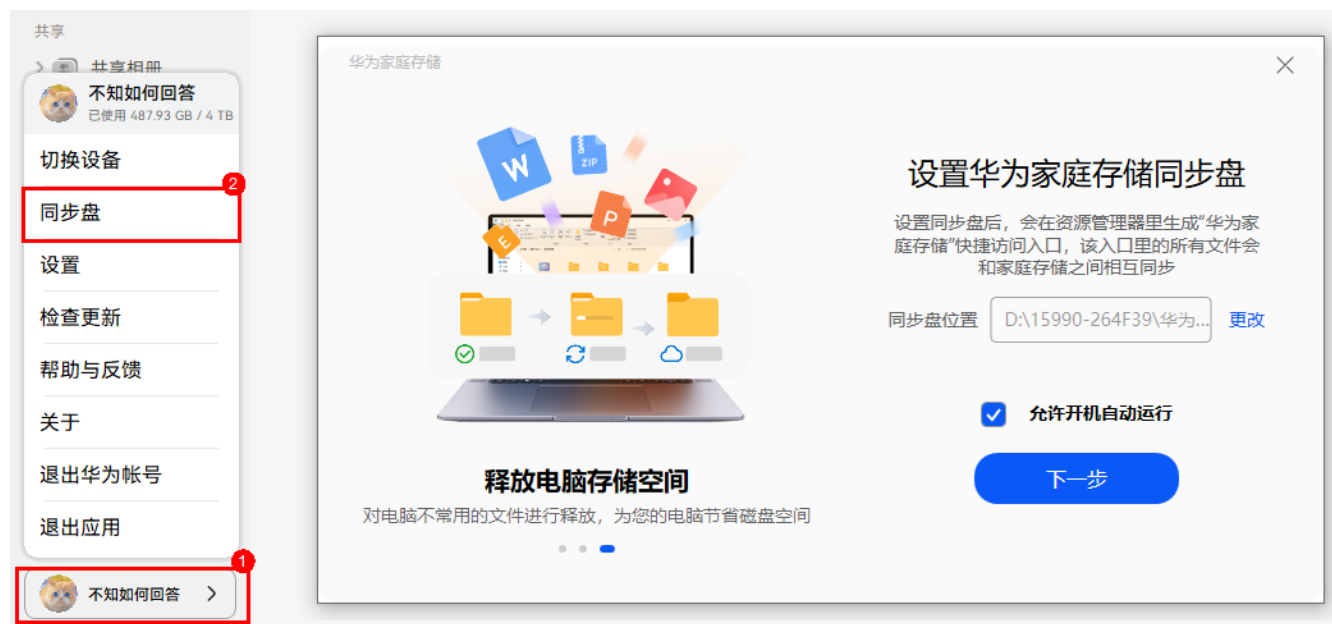 共享
共享相册
不知如何回答
已使用 487.93 GB / 4 TB
切换设备
2
同步盘
设置
检查更新
帮助与反馈
关于
退出华为帐号
退出应用
1
不知如何回答
华为家庭存储
W
ZIP
P
E
释放电脑存储空间
对电脑不常用的文件进行释放，为您的电脑节省磁盘空间
设置华为家庭存储同步盘
设置同步盘后，会在资源管理器里生成“华为家
庭存储”快捷访问入口，该入口里的所有文件会
和家庭存储之间相互同步
同步盘位置 D:\15990-264F39\华为... 更改
允许开机自动运行
下一步